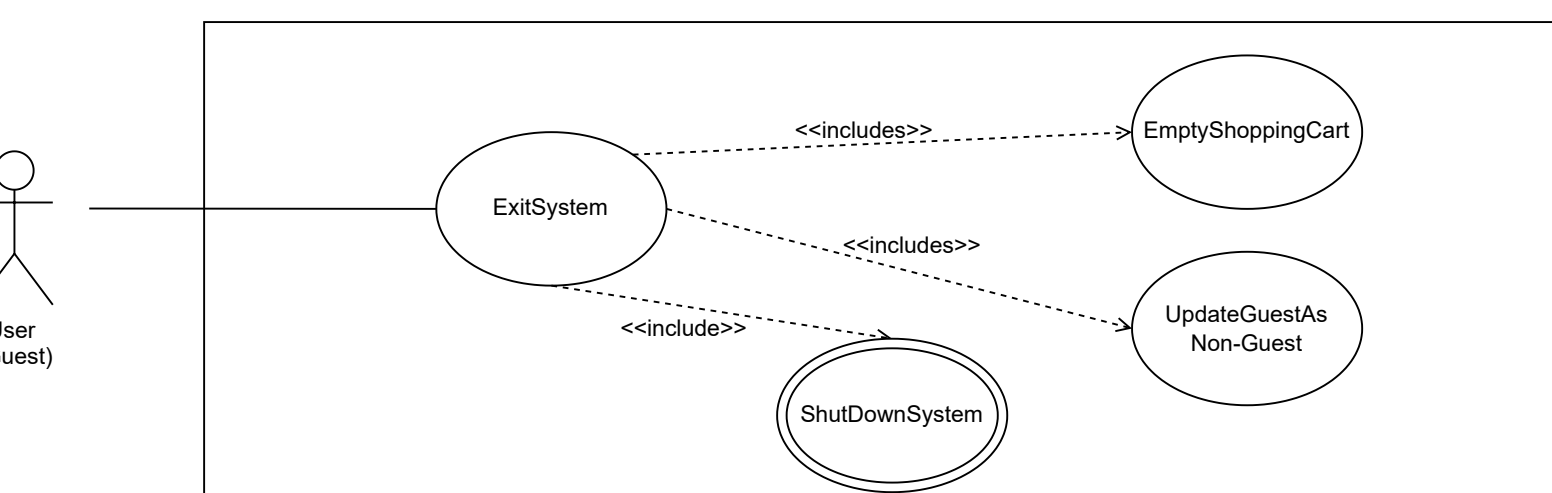 <<includes>>
EmptyShoppingCart
ExitSystem
<<includes>>
UpdateGuestAs
Non-Guest
<<include>>
ShutDownSystem